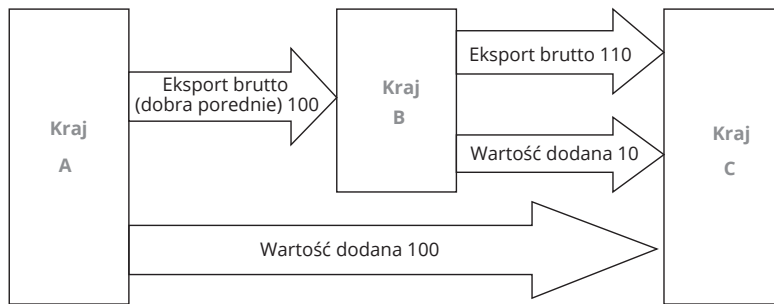 Kraj
A
Eksport brutto
(dobra porednie) 100
Kraj
B
Eksport brutto 110
Wartość dodana 10
Wartość dodana 100
Kraj
C